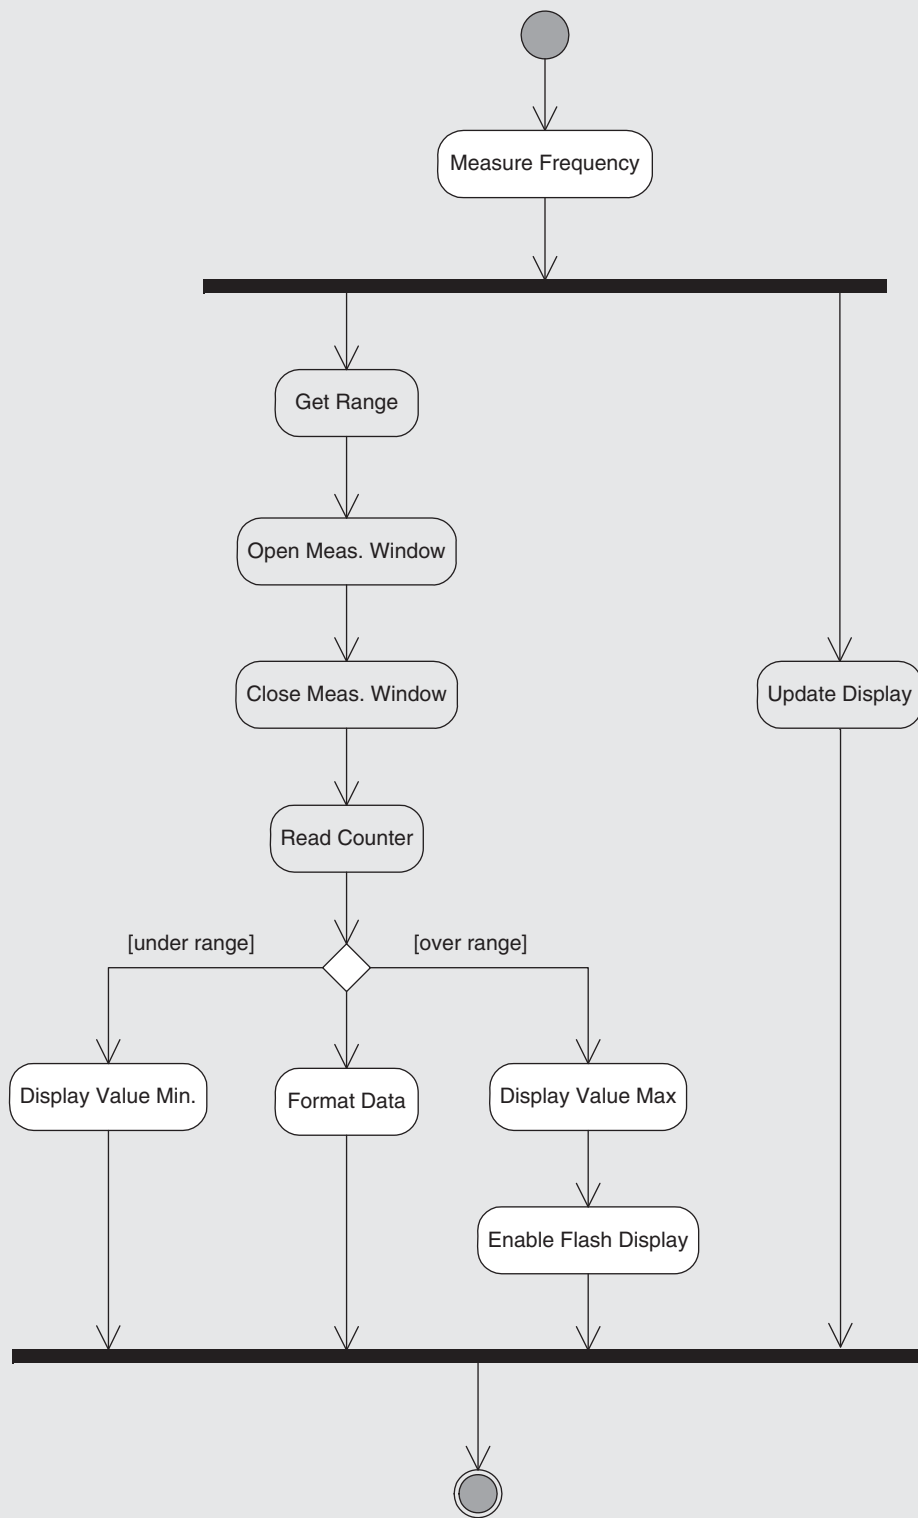 Measure Frequency
Get Range
Open Meas. Window
Close Meas. Window
Update Display
Read Counter
[under range]
[over range]
Display Value Min.
Format Data
Display Value Max
Enable Flash Display